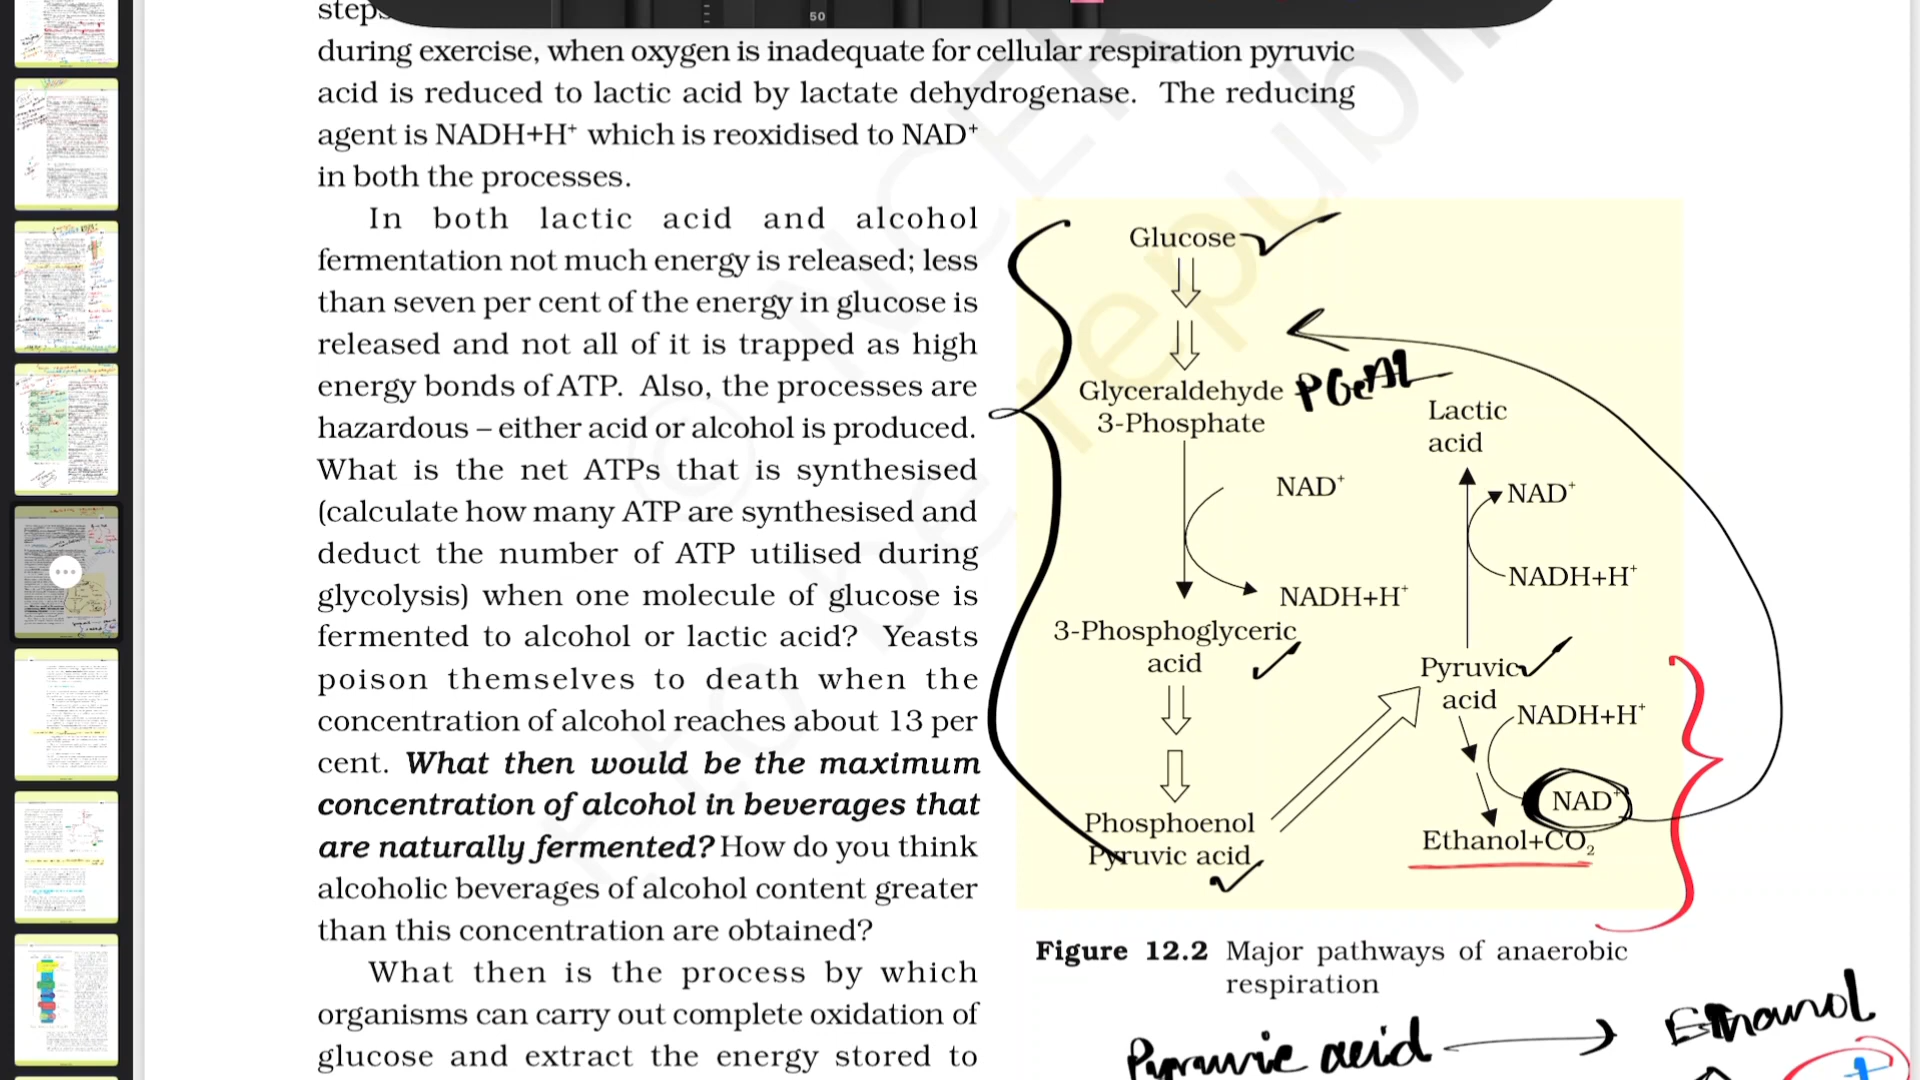 steps
50
during exercise, when oxygen is inadequate for cellular respiration pyruvic
acid is reduced to lactic acid by lactate dehydrogenase. The reducing
agent is NADH+H⁺ which is reoxidised to NAD⁺
in both the processes.
In both lactic acid and alcohol
fermentation not much energy is released; less
than seven per cent of the energy in glucose is
released and not all of it is trapped as high
energy bonds of ATP. Also, the processes are
hazardous – either acid or alcohol is produced.
What is the net ATPs that is synthesised
(calculate how many ATP are synthesised and
deduct the number of ATP utilised during
glycolysis) when one molecule of glucose is
fermented to alcohol or lactic acid? Yeasts
poison themselves to death when the
concentration of alcohol reaches about 13 per
cent. What then would be the maximum
concentration of alcohol in beverages that
are naturally fermented? How do you think
alcoholic beverages of alcohol content greater
than this concentration are obtained?
What then is the process by which
organisms can carry out complete oxidation of
glucose and extract the energy stored to
Glucose
Glyceraldehyde
3-Phosphate
PGAL
NAD⁺
NADH+H⁺
3-Phosphoglyceric
acid
Phosphoenol
Pyruvic acid
Lactic
acid
NAD⁺
NADH+H⁺
Pyruvic
acid
NADH+H⁺
NAD⁺
Ethanol+CO₂
Figure 12.2 Major pathways of anaerobic
respiration
Pyruvic acid → Ethanol
+